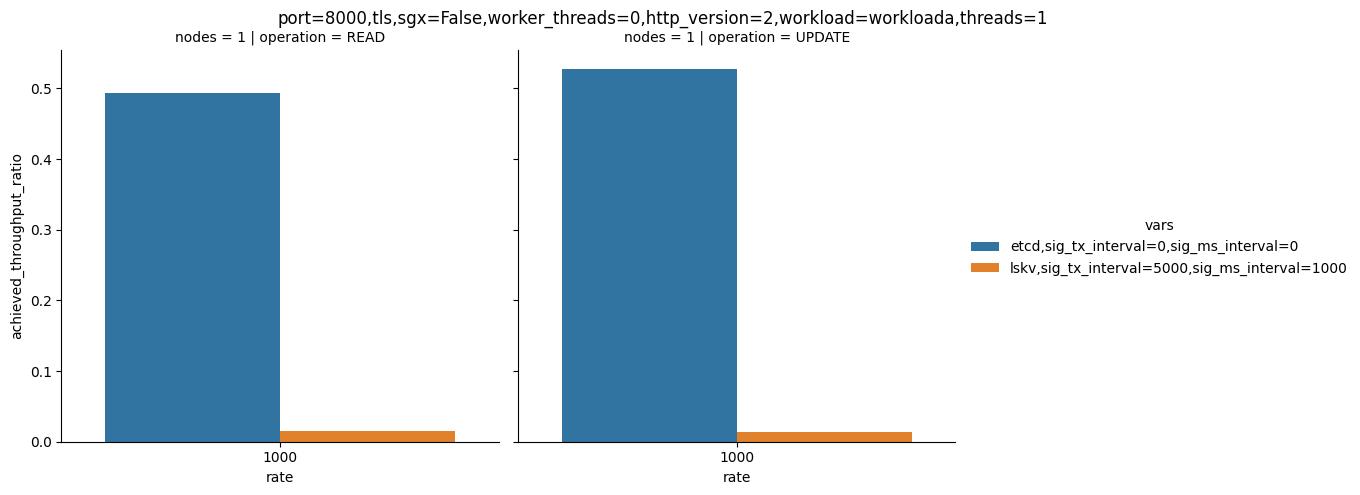 port=8000,tls,sgx=False,worker_threads=0,http_version=2,workload=workloada,threads=1
nodes = 1 | operation = READ
nodes = 1 | operation = UPDATE
achieved_throughput_ratio
0.5
0.4
0.3
0.2
0.1
0.0
1000
rate
1000
rate
vars
etcd,sig_tx_interval=0,sig_ms_interval=0
lskv,sig_tx_interval=5000,sig_ms_interval=1000